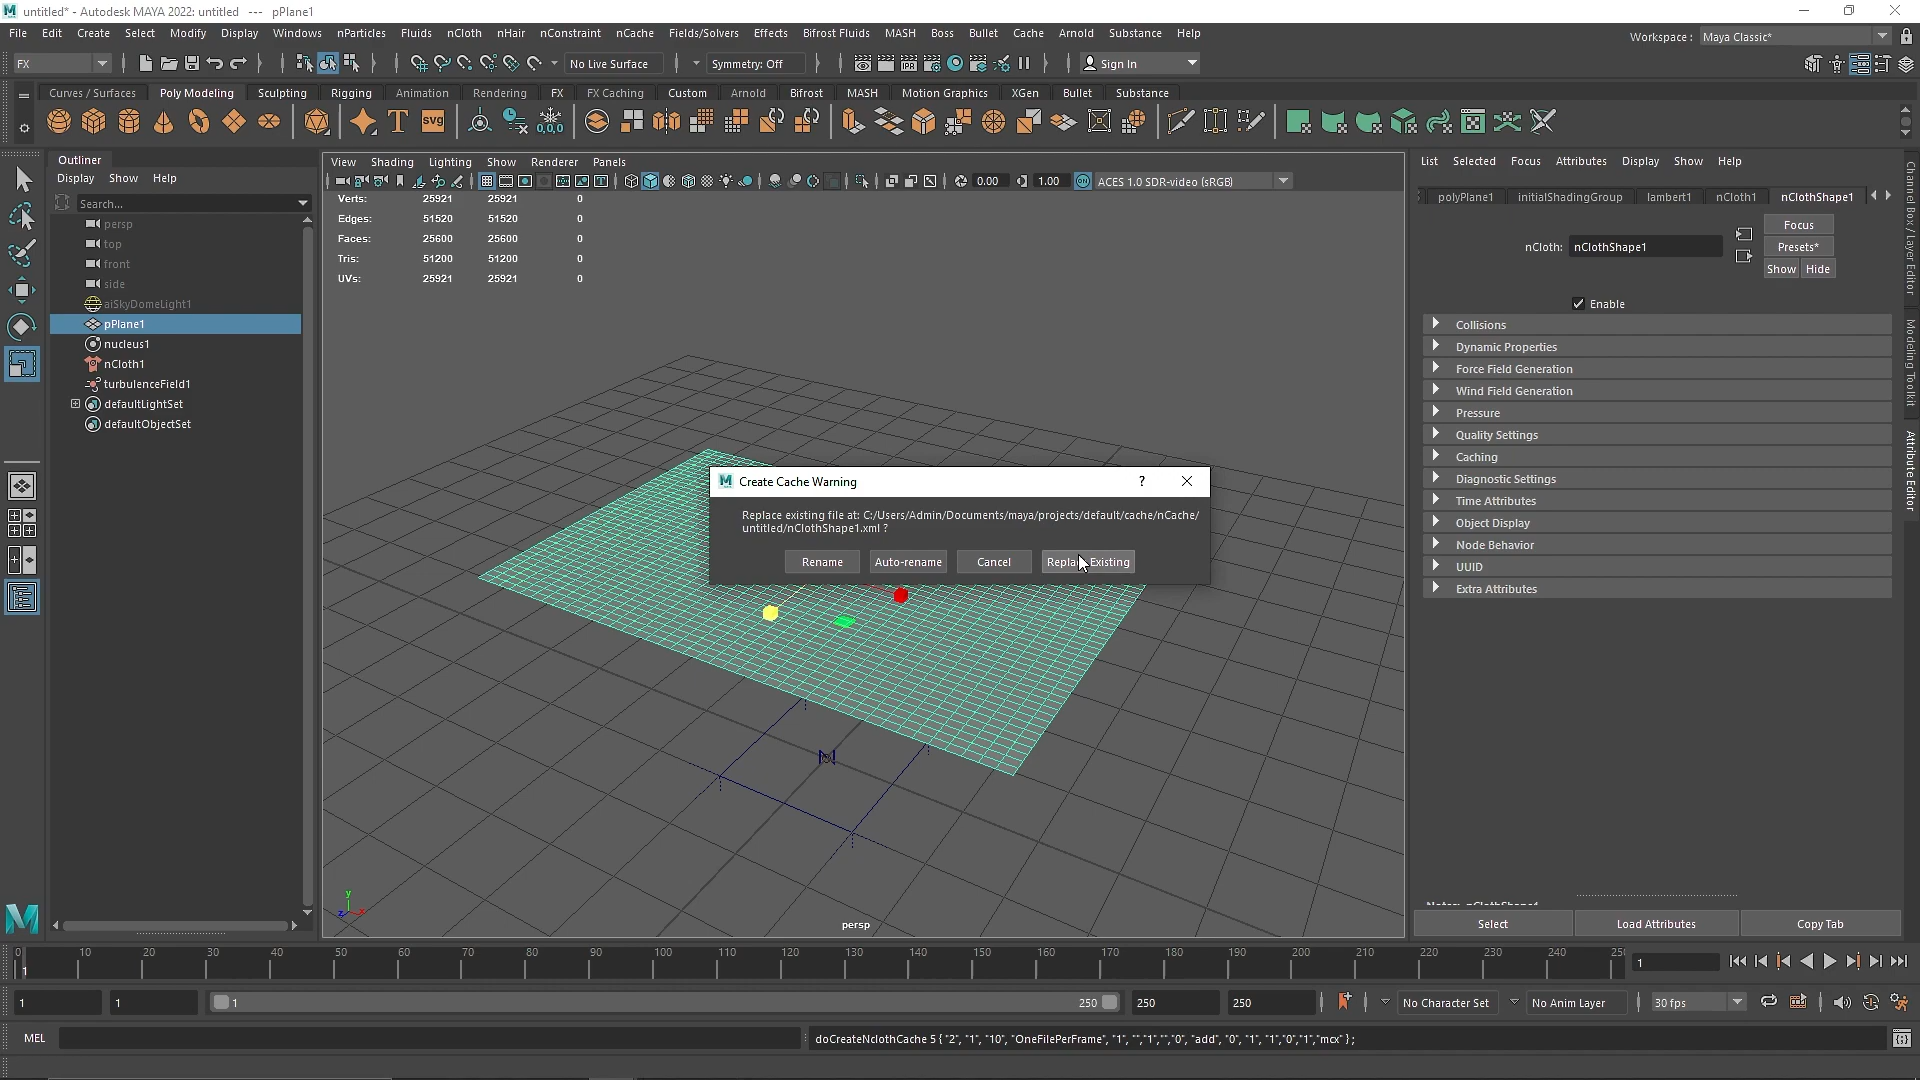 untitled* - Autodesk MAYA 2022: untitled --- pPlane1
File Edit Create Select Modify Display Windows nParticles Fluids nCloth nHair nConstraint nCache Fields/Solvers Effects Bifrost Fluids MASH Boss Bullet Cache Arnold Substance Help
Workspace : Maya Classic*
FX No Live Surface Symmetry: Off Sign In
Curves / Surfaces Poly Modeling Sculpting Rigging Animation Rendering FX FX Caching Custom Arnold Bifrost MASH Motion Graphics XGen Bullet Substance
Outliner
Display Show Help
Search...
persp
top
front
side
aiSkyDomeLight1
pPlane1
nucleus1
nCloth1
turbulenceField1
defaultLightSet
defaultObjectSet
View Shading Lighting Show Renderer Panels
0.00 1.00 ACES 1.0 SDR-video (sRGB)
Verts: 25921 25921 0
Edges: 51520 51520 0
Faces: 25600 25600 0
Tris: 51200 51200 0
UVs: 25921 25921 0
Create Cache Warning
Replace existing file at: C:/Users/Admin/Documents/maya/projects/default/cache/nCache/
untitled/nClothShape1.xml ?
Rename Auto-rename Cancel Replace Existing
persp
List Selected Focus Attributes Display Show Help
polyPlane1 initialShadingGroup lambert1 nCloth1 nClothShape1
nCloth: nClothShape1
Focus
Presets*
Show Hide
Enable
Collisions
Dynamic Properties
Force Field Generation
Wind Field Generation
Pressure
Quality Settings
Caching
Diagnostic Settings
Time Attributes
Object Display
Node Behavior
UUID
Extra Attributes
Select Load Attributes Copy Tab
Channel Box / Layer Editor
Modeling Toolkit
Attribute Editor
0 10 20 30 40 50 60 70 80 90 100 110 120 130 140 150 160 170 180 190 200 210 220 230 240 25
1 1
1 1 1 250 250 250 No Character Set No Anim Layer 30 fps
MEL doCreateNclothCache 5 { "2", "1", "10", "OneFilePerFrame", "1", "","1","","0", "add", "0", "1", "1","0","1","mcx" } ;